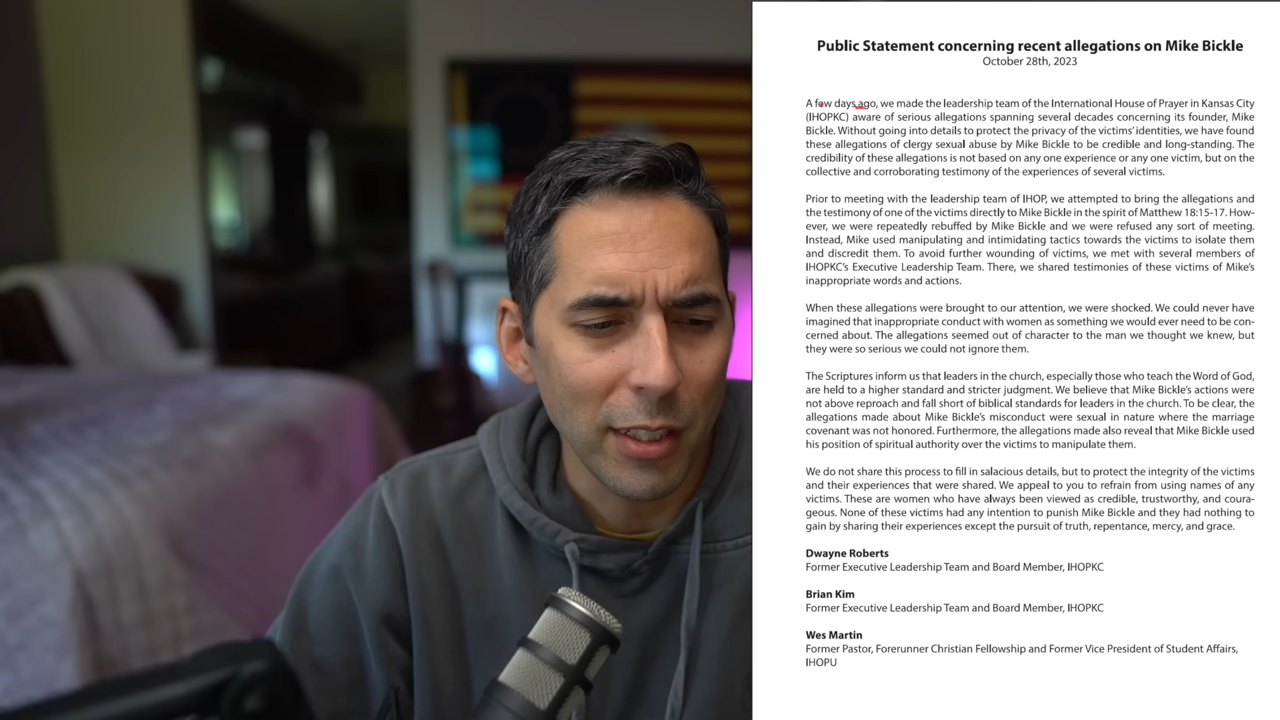 Public Statement concerning recent allegations on Mike Bickle
October 28th, 2023
A few days ago, we made the leadership team of the International House of Prayer in Kansas City
(IHOPKC) aware of serious allegations spanning several decades concerning its founder, Mike
Bickle. Without going into details to protect the privacy of the victims' identities, we have found
these allegations of clergy sexual abuse by Mike Bickle to be credible and long-standing. The
credibility of these allegations is not based on any one experience or any one victim, but on the
collective and corroborating testimony of the experiences of several victims.
Prior to meeting with the leadership team of IHOP, we attempted to bring the allegations and
the testimony of one of the victims directly to Mike Bickle in the spirit of Matthew 18:15-17. How-
ever, we were repeatedly rebuffed by Mike Bickle and we were refused any sort of meeting.
Instead, Mike used manipulating and intimidating tactics towards the victims to isolate them
and discredit them. To avoid further wounding of victims, we met with several members of
IHOPKC's Executive Leadership Team. There, we shared testimonies of these victims of Mike's
inappropriate words and actions.
When these allegations were brought to our attention, we were shocked. We could never have
imagined that inappropriate conduct with women as something we would ever need to be con-
cerned about. The allegations seemed out of character to the man we thought we knew, but
they were so serious we could not ignore them.
The Scriptures inform us that leaders in the church, especially those who teach the Word of God,
are held to a higher standard and stricter judgment. We believe that Mike Bickle's actions were
not above reproach and fall short of biblical standards for leaders in the church. To be clear, the
allegations made about Mike Bickle's misconduct were sexual in nature where the marriage
covenant was not honored. Furthermore, the allegations made also reveal that Mike Bickle used
his position of spiritual authority over the victims to manipulate them.
We do not share this process to fill in salacious details, but to protect the integrity of the victims
and their experiences that were shared. We appeal to you to refrain from using names of any
victims. These are women who have always been viewed as credible, trustworthy, and coura-
geous. None of these victims had any intention to punish Mike Bickle and they had nothing to
gain by sharing their experiences except the pursuit of truth, repentance, mercy, and grace.
Dwayne Roberts
Former Executive Leadership Team and Board Member, IHOPKC
Brian Kim
Former Executive Leadership Team and Board Member, IHOPKC
Wes Martin
Former Pastor, Forerunner Christian Fellowship and Former Vice President of Student Affairs,
IHOPU